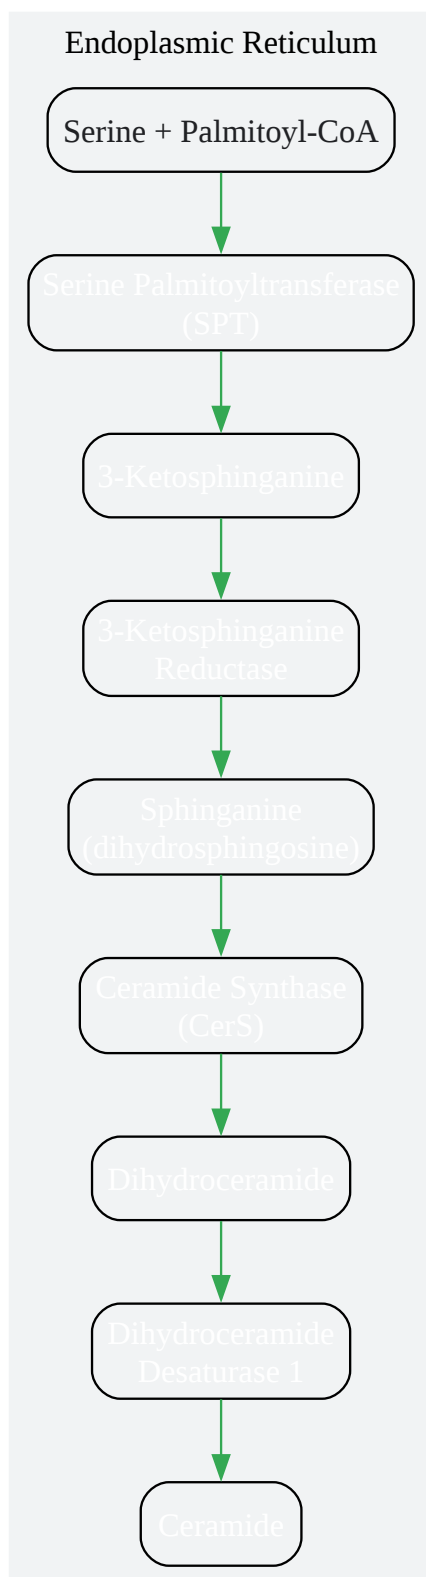 Endoplasmic Reticulum
Serine + Palmitoyl-CoA
Serine Palmitoyltransferase
(SPT)
3-Ketosphinganine
3-Ketosphinganine
Reductase
Sphinganine
(dihydrosphingosine)
Ceramide Synthase
(CerS)
Dihydroceramide
Dihydroceramide
Desaturase 1
Ceramide